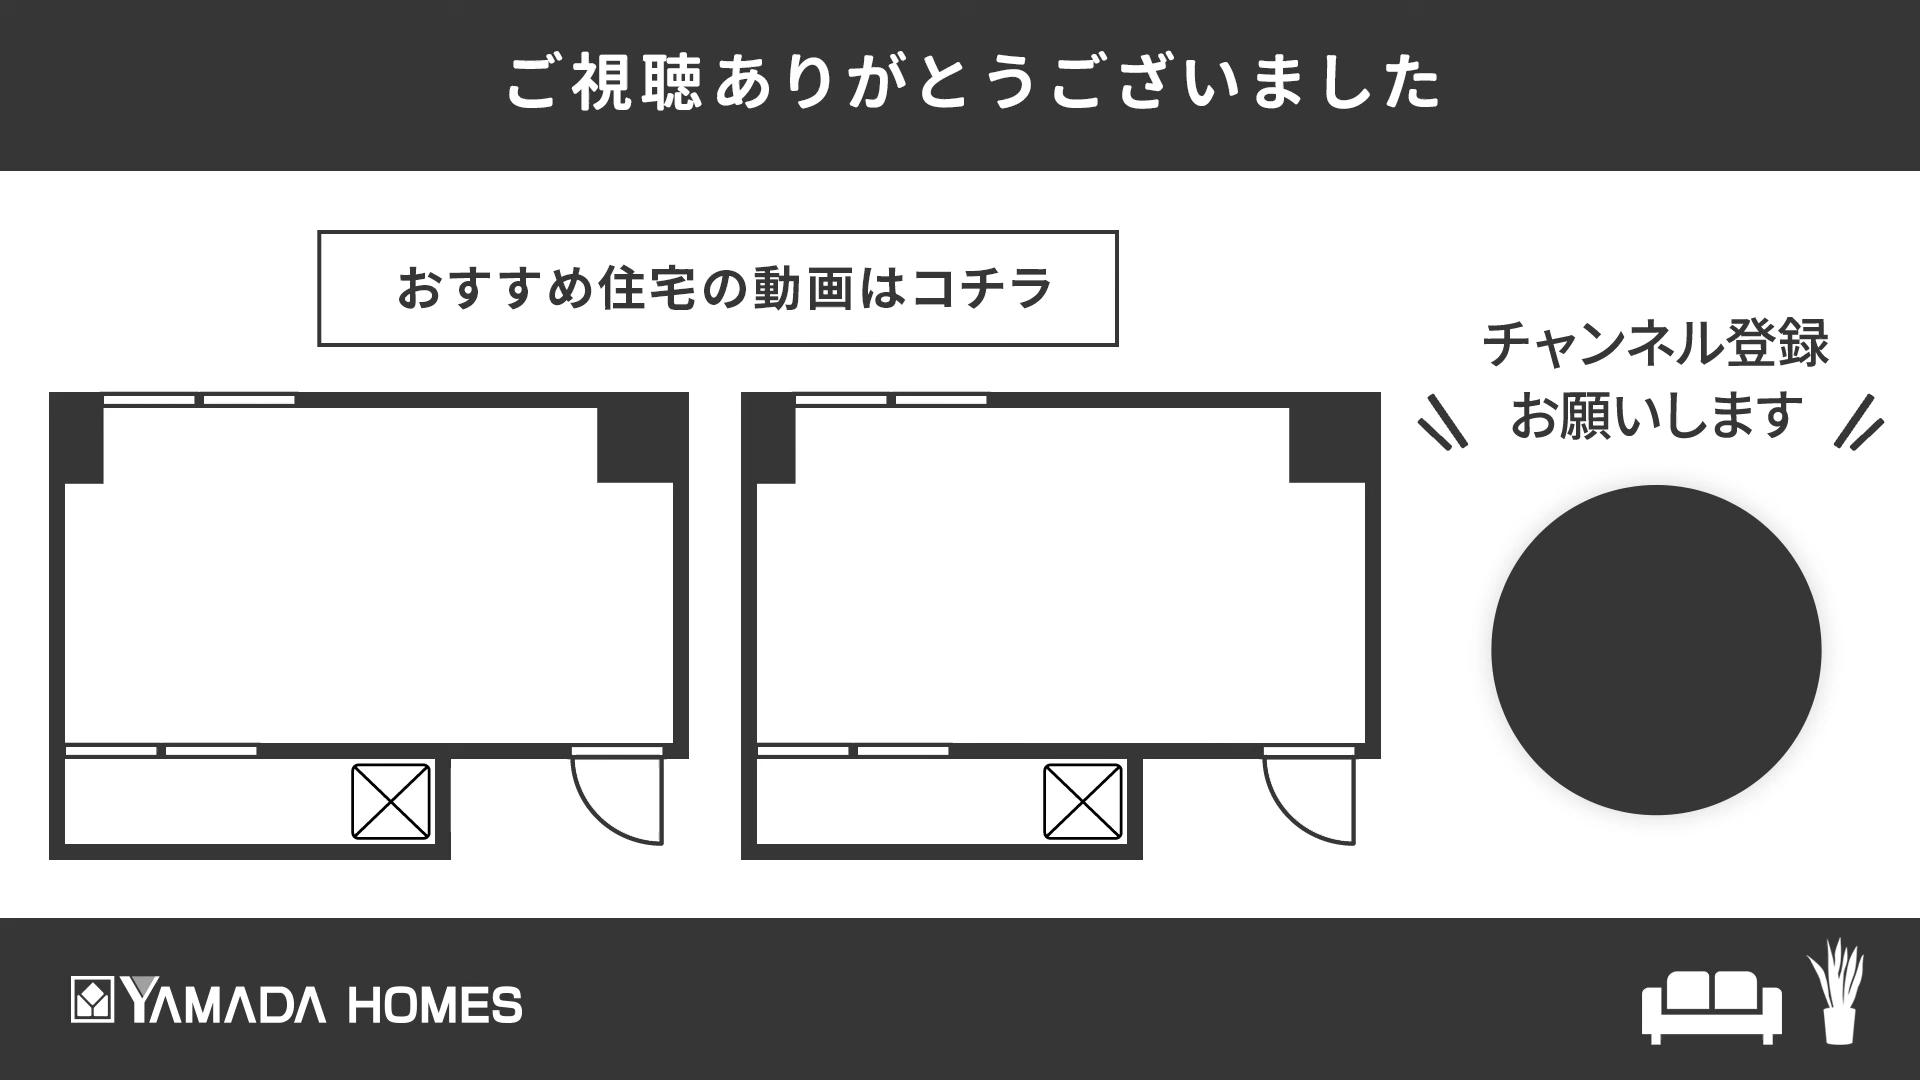 ご視聴ありがとうございました
おすすめ住宅の動画はコチラ
チャンネル登録
お願いします
YAMADA HOMES